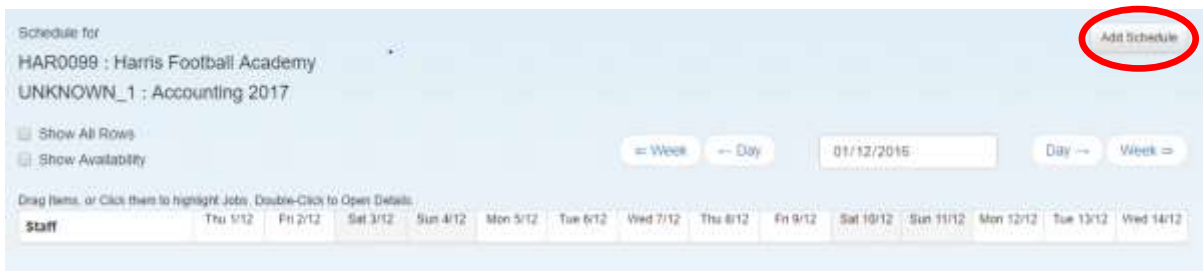 Schedule for
Add Schedule
HAR0099 : Harris Football Academy
UNKNOWN_1 : Accounting 2017
Show All Rows
Show Availability
⇐ Week ← Day 01/12/2016 Day → Week ⇒
Drag Items, or Click them to highlight Jobs. Double-Click to Open Details.
Staff Thu 1/12 Fri 2/12 Sat 3/12 Sun 4/12 Mon 5/12 Tue 6/12 Wed 7/12 Thu 8/12 Fri 9/12 Sat 10/12 Sun 11/12 Mon 12/12 Tue 13/12 Wed 14/12